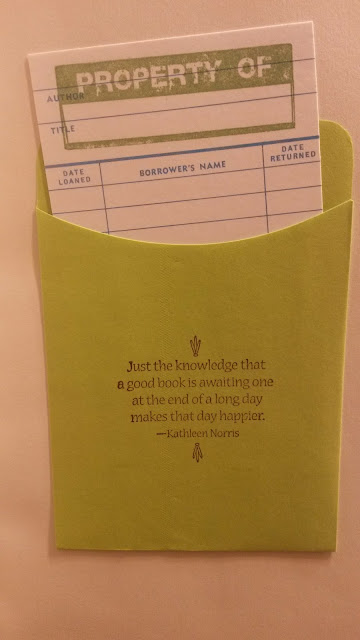 PROPERTY OF
AUTHOR
TITLE
DATE LOANED
BORROWER'S NAME
DATE RETURNED
Just the knowledge that
a good book is awaiting one
at the end of a long day
makes that day happier.
—Kathleen Norris